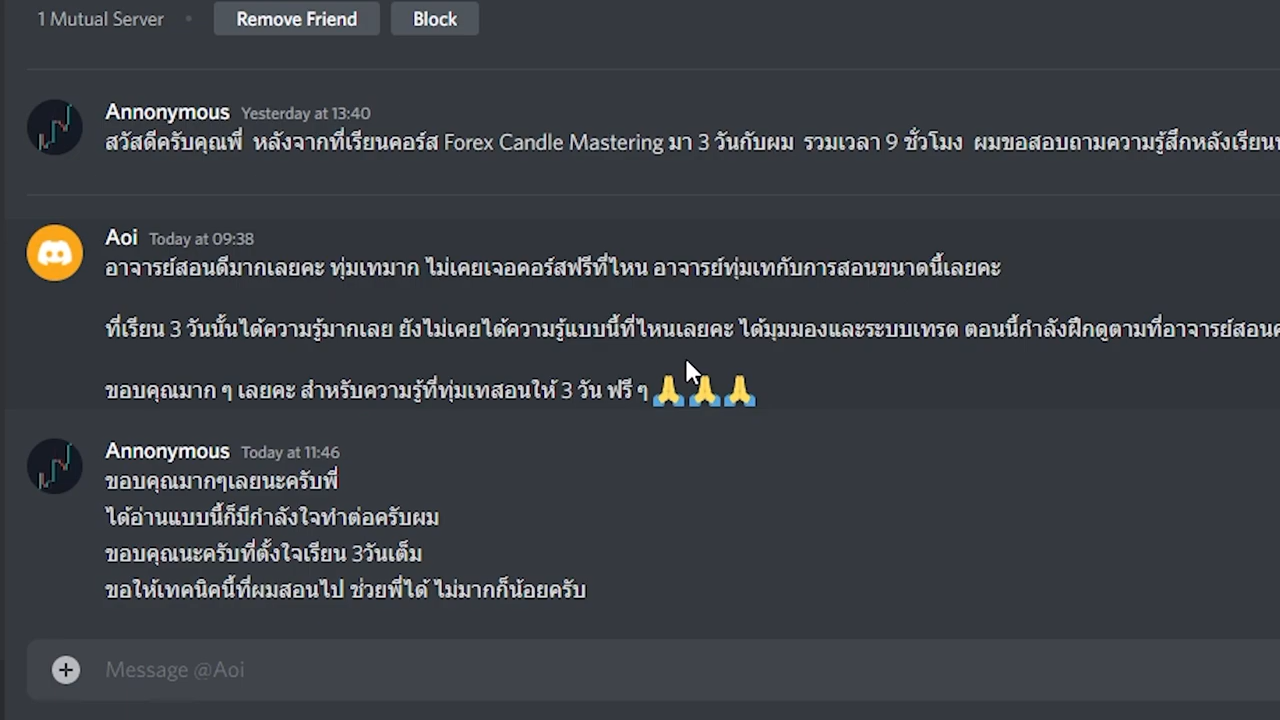 1 Mutual Server • Remove Friend Block
Annonymous Yesterday at 13:40
สวัสดีครับคุณพี่ หลังจากที่เรียนคอร์ส Forex Candle Mastering มา 3 วันกับผม รวมเวลา 9 ชั่วโมง ผมขอสอบถามความรู้สึกหลังเรียน
Aoi Today at 09:38
อาจารย์สอนดีมากเลยคะ ทุ่มเทมาก ไม่เคยเจอคอร์สฟรีที่ไหน อาจารย์ทุ่มเทกับการสอนขนาดนี้เลยคะ
ที่เรียน 3 วันนั้นได้ความรู้มากเลย ยังไม่เคยได้ความรู้แบบนี้ที่ไหนเลยคะ ได้มุมมองและระบบเทรด ตอนนี้กำลังฝึกดูตามที่อาจารย์สอน
ขอบคุณมาก ๆ เลยคะ สำหรับความรู้ที่ทุ่มเทสอนให้ 3 วัน ฟรี ๆ 🙏🙏🙏
Annonymous Today at 11:46
ขอบคุณมากๆเลยนะครับพี่
ได้อ่านแบบนี้ก็มีกำลังใจทำต่อครับผม
ขอบคุณนะครับที่ตั้งใจเรียน 3วันเต็ม
ขอให้เทคนิคนี้ที่ผมสอนไป ช่วยพี่ได้ ไม่มากก็น้อยครับ
Message @Aoi